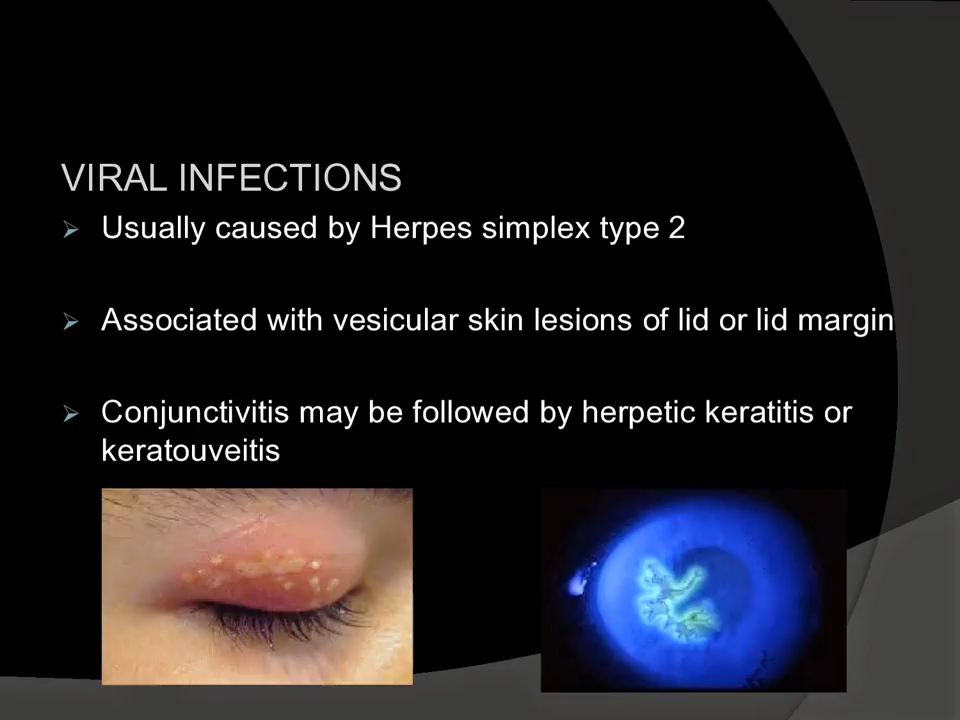 VIRAL INFECTIONS
Usually caused by Herpes simplex type 2
Associated with vesicular skin lesions of lid or lid margin
Conjunctivitis may be followed by herpetic keratitis or
keratouveitis